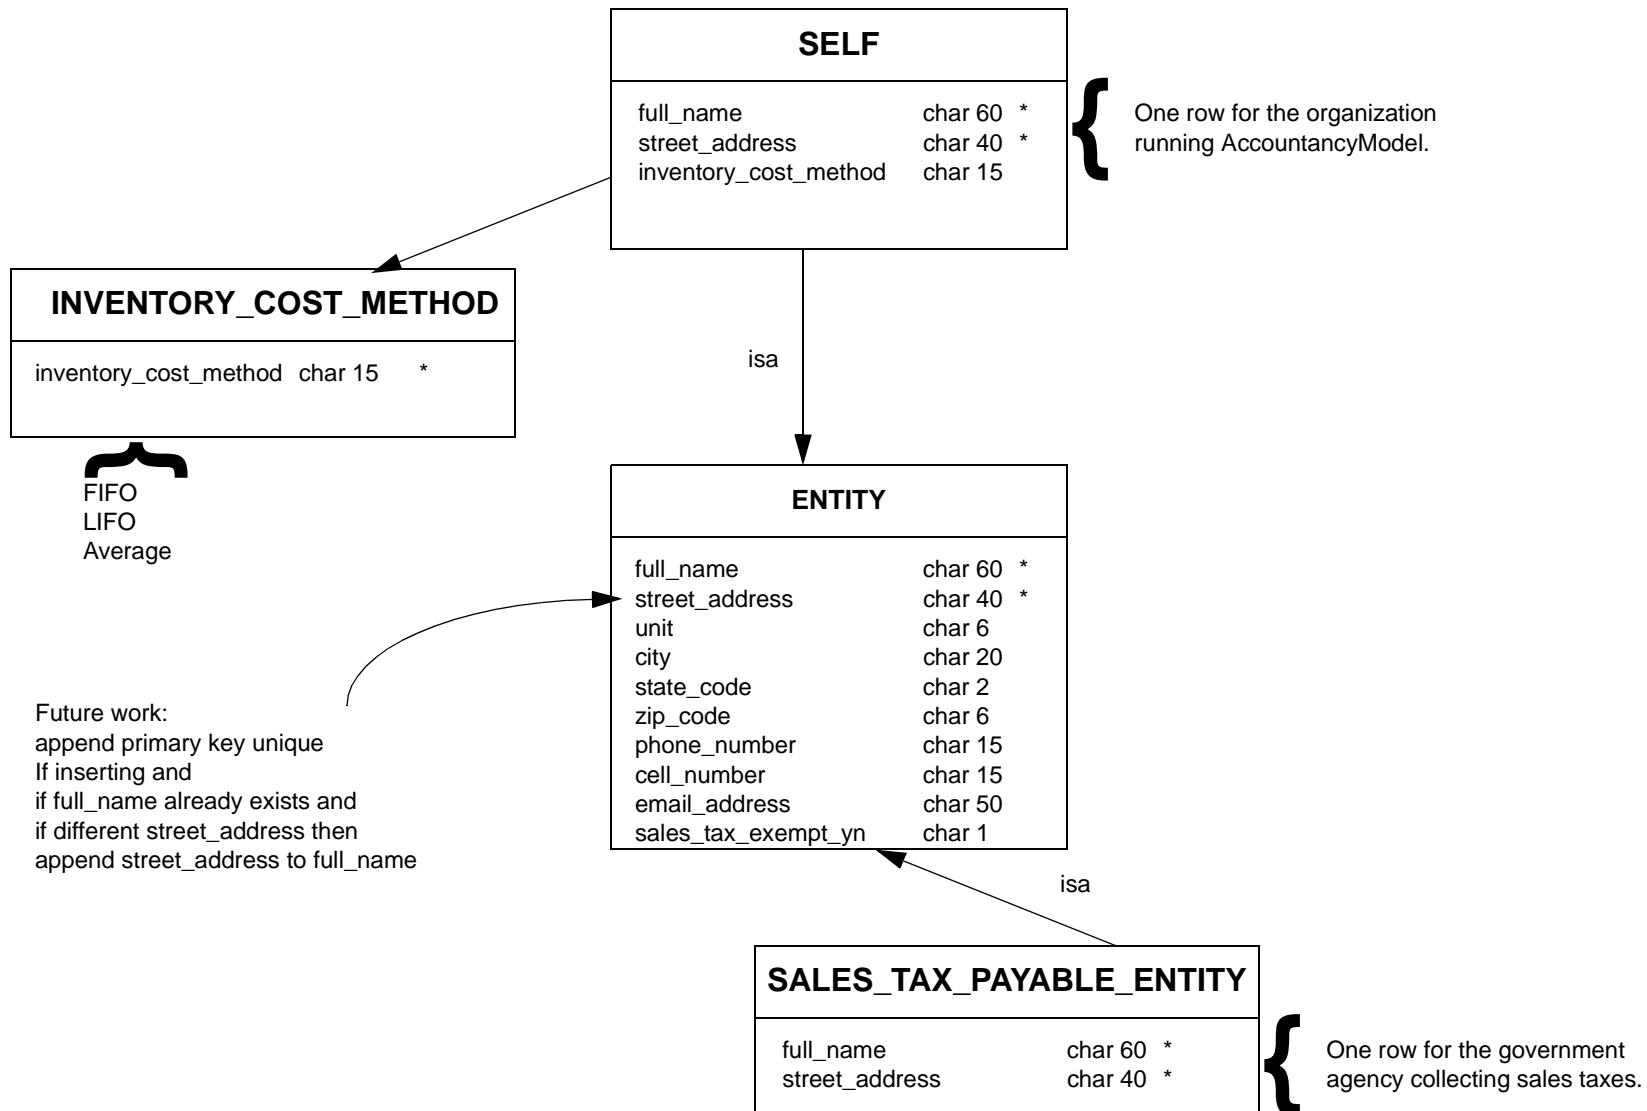 SELF
full_name char 60 *
street_address char 40 *
inventory_cost_method char 15
One row for the organization
running AccountancyModel.
INVENTORY_COST_METHOD
inventory_cost_method char 15 *
FIFO
LIFO
Average
isa
ENTITY
full_name char 60 *
street_address char 40 *
unit char 6
city char 20
state_code char 2
zip_code char 6
phone_number char 15
cell_number char 15
email_address char 50
sales_tax_exempt_yn char 1
Future work:
append primary key unique
If inserting and
if full_name already exists and
if different street_address then
append street_address to full_name
isa
SALES_TAX_PAYABLE_ENTITY
full_name char 60 *
street_address char 40 *
One row for the government
agency collecting sales taxes.